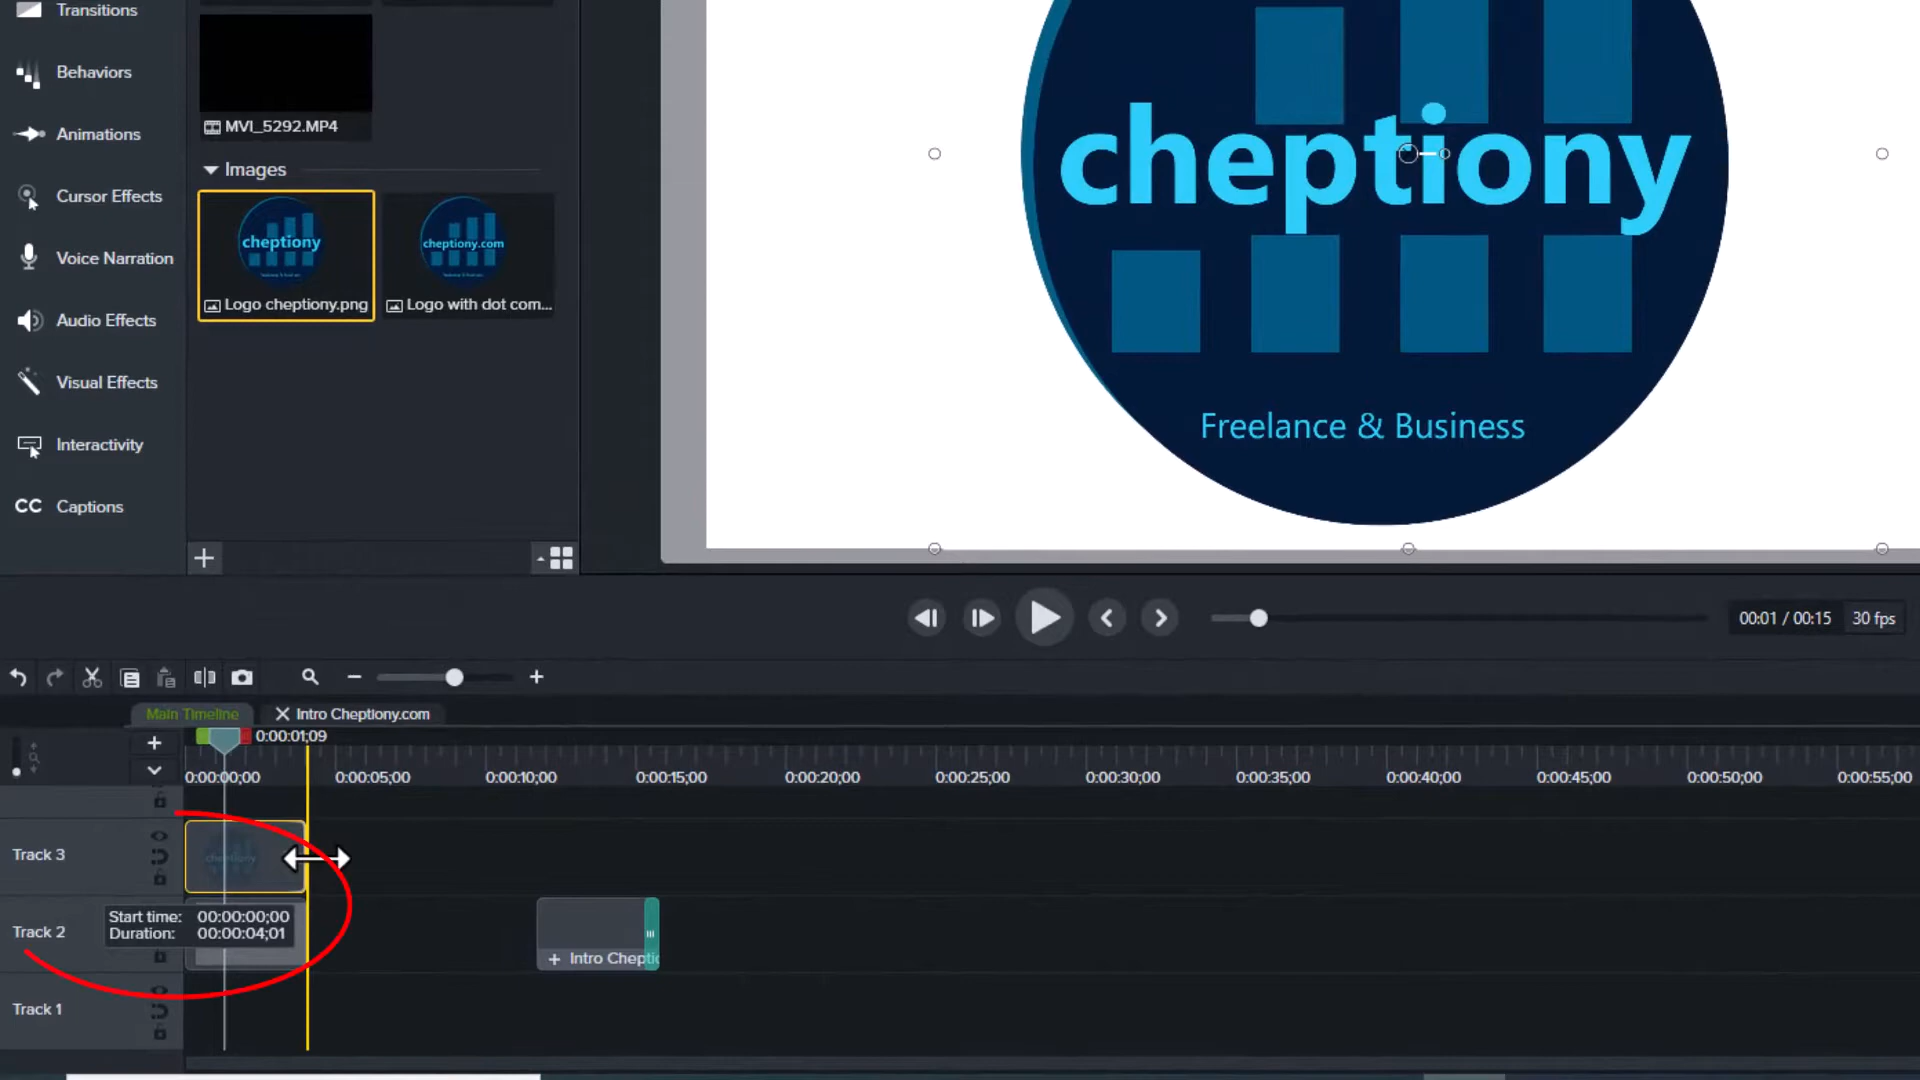 Transitions
Behaviors
Animations
Cursor Effects
Voice Narration
Audio Effects
Visual Effects
Interactivity
CC Captions
MVI_5292.MP4
Images
cheptiony
cheptiony.com
Logo cheptiony.png
Logo with dot com...
cheptiony
Freelance & Business
00:01 / 00:15
30 fps
Main Timeline
Intro Cheptiony.com
0:00:01;09
0:00:00;00 0:00:05;00 0:00:10;00 0:00:15;00 0:00:20;00 0:00:25;00 0:00:30;00 0:00:35;00 0:00:40;00 0:00:45;00 0:00:50;00 0:00:55;00
Track 3
cheptiony
Track 2
Start time: 00:00:00;00
Duration: 00:00:04;01
+ Intro Cheptic
Track 1